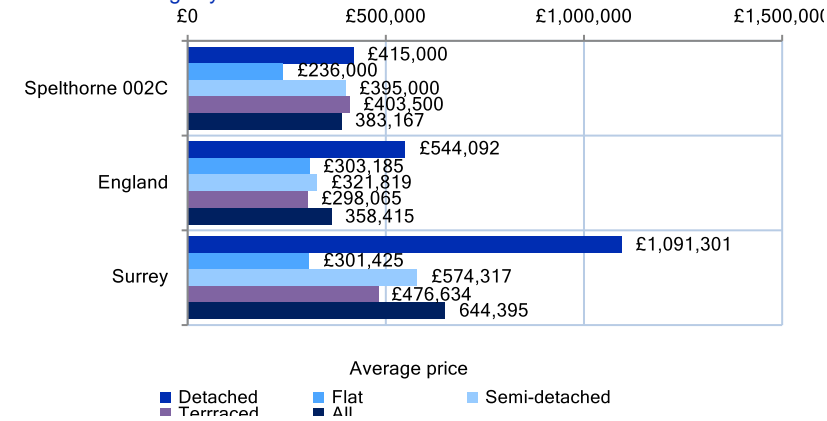 £0 £500,000 £1,000,000 £1,500,000
£415,000
£236,000
Spelthorne 002C £395,000
£403,500
383,167
£544,092
£303,185
England £321,819
£298,065
358,415
£1,091,301
£301,425
Surrey £574,317
£476,634
644,395
Average price
Detached Flat Semi-detached
Terrraced All